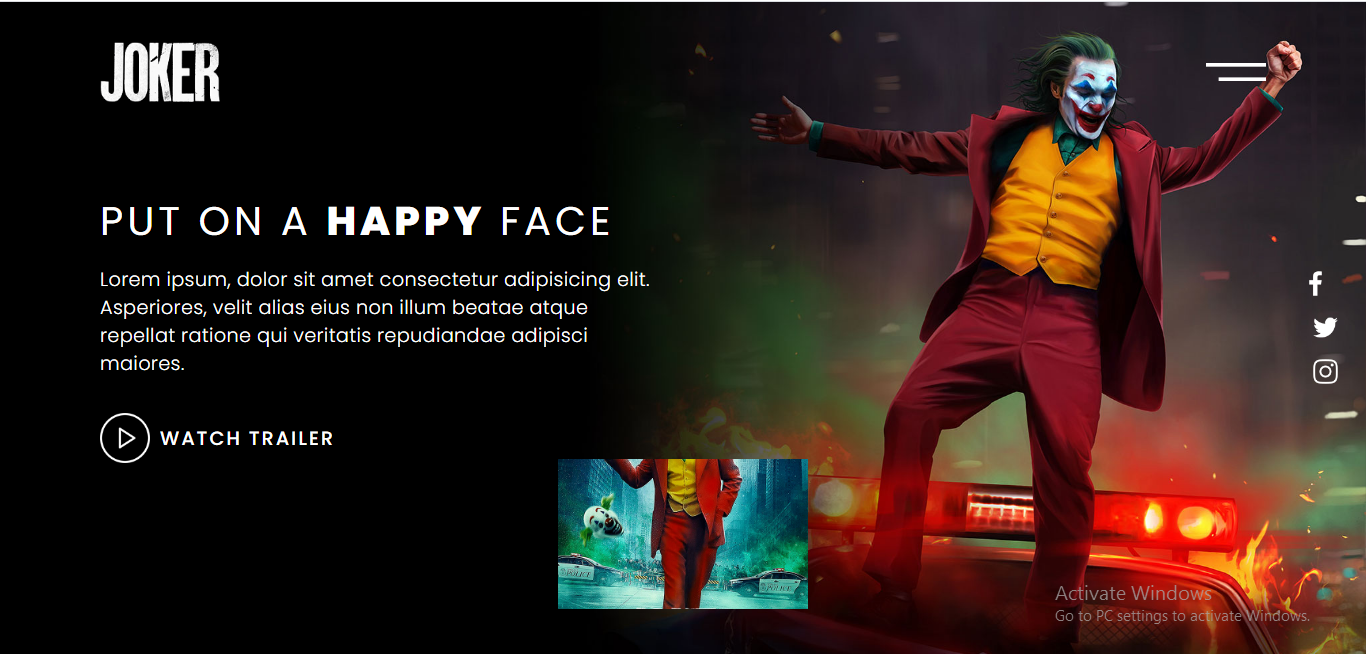 JOKER
PUT ON A HAPPY FACE
Lorem ipsum, dolor sit amet consectetur adipisicing elit.
Asperiores, velit alias eius non illum beatae atque
repellat ratione qui veritatis repudiandae adipisci
maiores.
WATCH TRAILER
POLICE
POLICE
Activate Windows
Go to PC settings to activate Windows.